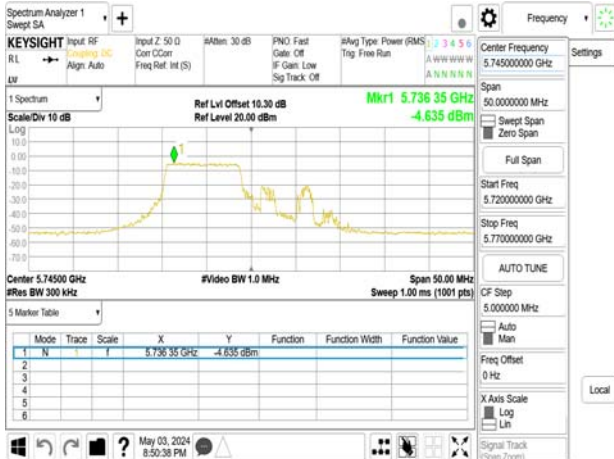 Spectrum Analyzer 1
Swept SA
Frequency
KEYSIGHT
RL
Input: RF
Coupling: DC
Align: Auto
Input Z: 50 Ω
Corr CCorr
Freq Ref: Int (S)
#Atten: 30 dB
PNO: Fast
Gate: Off
IF Gain: Low
Sig Track: Off
#Avg Type: Power (RMS)
Trig: Free Run
1 2 3 4 5 6
A W W W W W
A N N N N N
Settings
1 Spectrum
Scale/Div 10 dB
Ref Lvl Offset 10.30 dB
Ref Level 20.00 dBm
Mkr1 5.736 35 GHz
-4.635 dBm
Log
10.0
0.00
-10.0
-20.0
-30.0
-40.0
-50.0
-60.0
-70.0
1
Center 5.74500 GHz
#Res BW 300 kHz
#Video BW 1.0 MHz
Span 50.00 MHz
Sweep 1.00 ms (1001 pts)
5 Marker Table
Mode Trace Scale X Y Function Function Width Function Value
1 N 1 f 5.736 35 GHz -4.635 dBm
2
3
4
5
6
May 03, 2024
8:50:38 PM
Center Frequency
5.745000000 GHz
Span
50.0000000 MHz
Swept Span
Zero Span
Full Span
Start Freq
5.720000000 GHz
Stop Freq
5.770000000 GHz
AUTO TUNE
CF Step
5.000000 MHz
Auto
Man
Freq Offset
0 Hz
X Axis Scale
Log
Lin
Signal Track
(Span Zoom)
Local